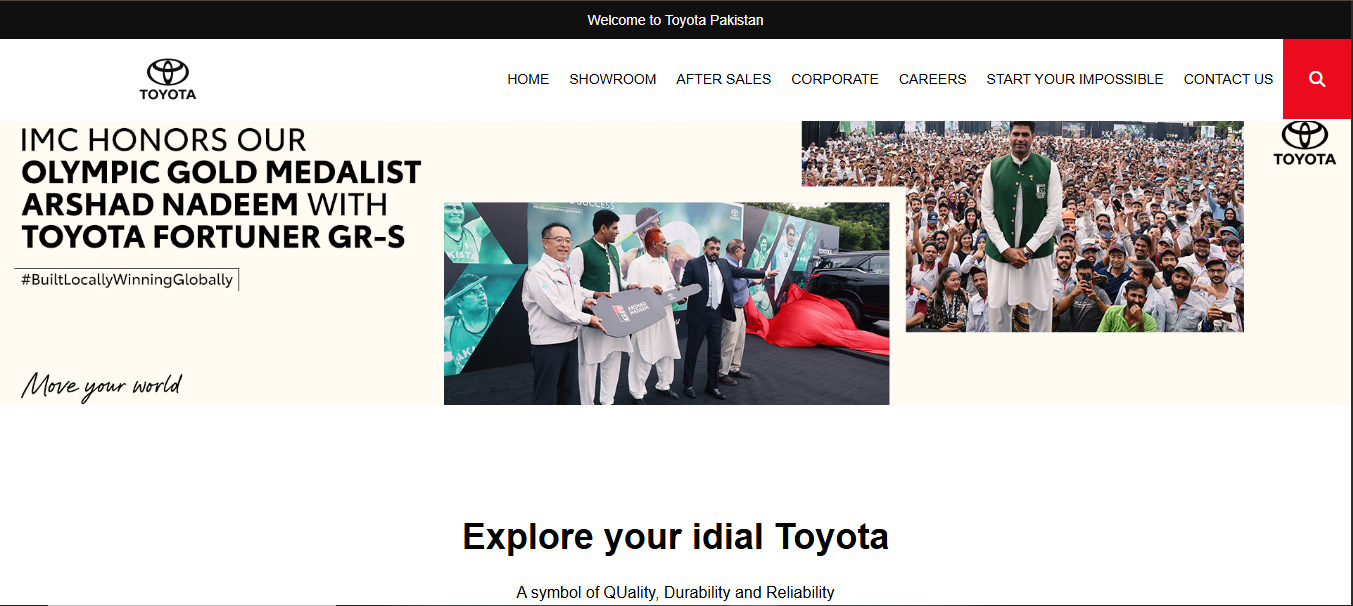 Welcome to Toyota Pakistan
TOYOTA
HOME SHOWROOM AFTER SALES CORPORATE CAREERS START YOUR IMPOSSIBLE CONTACT US
IMC HONORS OUR
OLYMPIC GOLD MEDALIST
ARSHAD NADEEM WITH
TOYOTA FORTUNER GR-S
#BuiltLocallyWinningGlobally
Move your world
SUCCESS
ARSHAD
NADEEM
TOYOTA
Explore your idial Toyota
A symbol of QUality, Durability and Reliability